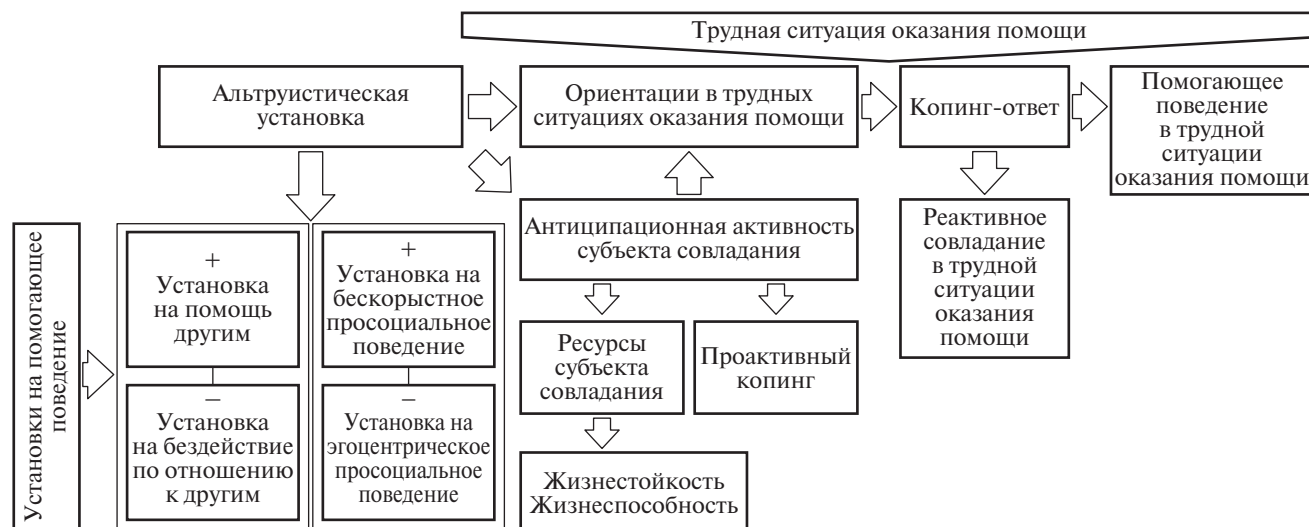 Трудная ситуация оказания помощи
Альтруистическая
установка
Ориентации в трудных
ситуациях оказания помощи
Копинг-ответ
Помогающее
поведение
в трудной
ситуации
оказания помощи
Установки на помогающее
поведение
+
Установка
на помощь
другим
–
Установка
на бездействие
по отношению
к другим
+
Установка на
бескорыстное
просоциальное
поведение
–
Установка на
эгоцентрическое
просоциальное
поведение
Антиципационная активность
субъекта совладания
Ресурсы
субъекта
совладания
Проактивный
копинг
Жизнестойкость
Жизнеспособность
Реактивное
совладание
в трудной
ситуации
оказания
помощи